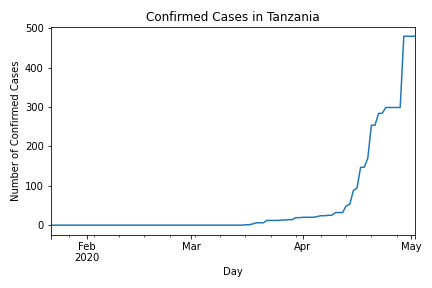 Confirmed Cases in Tanzania
500
400
300
200
100
0
Number of Confirmed Cases
Feb
2020
Mar
Apr
May
Day